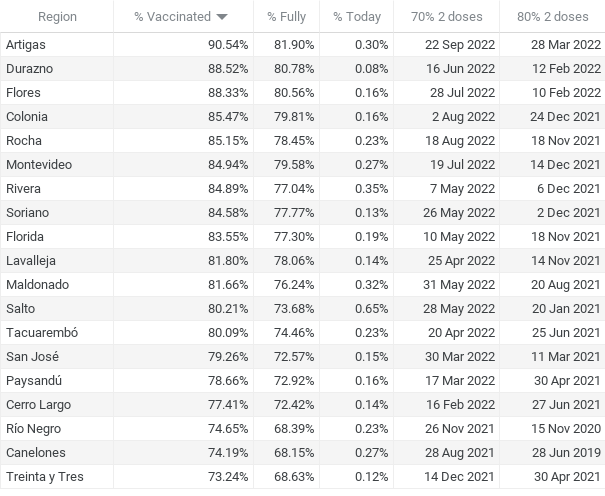 Region % Vaccinated % Fully % Today 70% 2 doses 80% 2 doses
Artigas 90.54% 81.90% 0.30% 22 Sep 2022 28 Mar 2022
Durazno 88.52% 80.78% 0.08% 16 Jun 2022 12 Feb 2022
Flores 88.33% 80.56% 0.16% 28 Jul 2022 10 Feb 2022
Colonia 85.47% 79.81% 0.16% 2 Aug 2022 24 Dec 2021
Rocha 85.15% 78.45% 0.23% 18 Aug 2022 18 Nov 2021
Montevideo 84.94% 79.58% 0.27% 19 Jul 2022 14 Dec 2021
Rivera 84.89% 77.04% 0.35% 7 May 2022 6 Dec 2021
Soriano 84.58% 77.77% 0.13% 26 May 2022 2 Dec 2021
Florida 83.55% 77.30% 0.19% 10 May 2022 18 Nov 2021
Lavalleja 81.80% 78.06% 0.14% 25 Apr 2022 14 Nov 2021
Maldonado 81.66% 76.24% 0.32% 31 May 2022 20 Aug 2021
Salto 80.21% 73.68% 0.65% 28 May 2022 20 Jan 2021
Tacuarembó 80.09% 74.46% 0.23% 20 Apr 2022 25 Jun 2021
San José 79.26% 72.57% 0.15% 30 Mar 2022 11 Mar 2021
Paysandú 78.66% 72.92% 0.16% 17 Mar 2022 30 Apr 2021
Cerro Largo 77.41% 72.42% 0.14% 16 Feb 2022 27 Jun 2021
Río Negro 74.65% 68.39% 0.23% 26 Nov 2021 15 Nov 2020
Canelones 74.19% 68.15% 0.27% 28 Aug 2021 28 Jun 2019
Treinta y Tres 73.24% 68.63% 0.12% 14 Dec 2021 30 Apr 2021